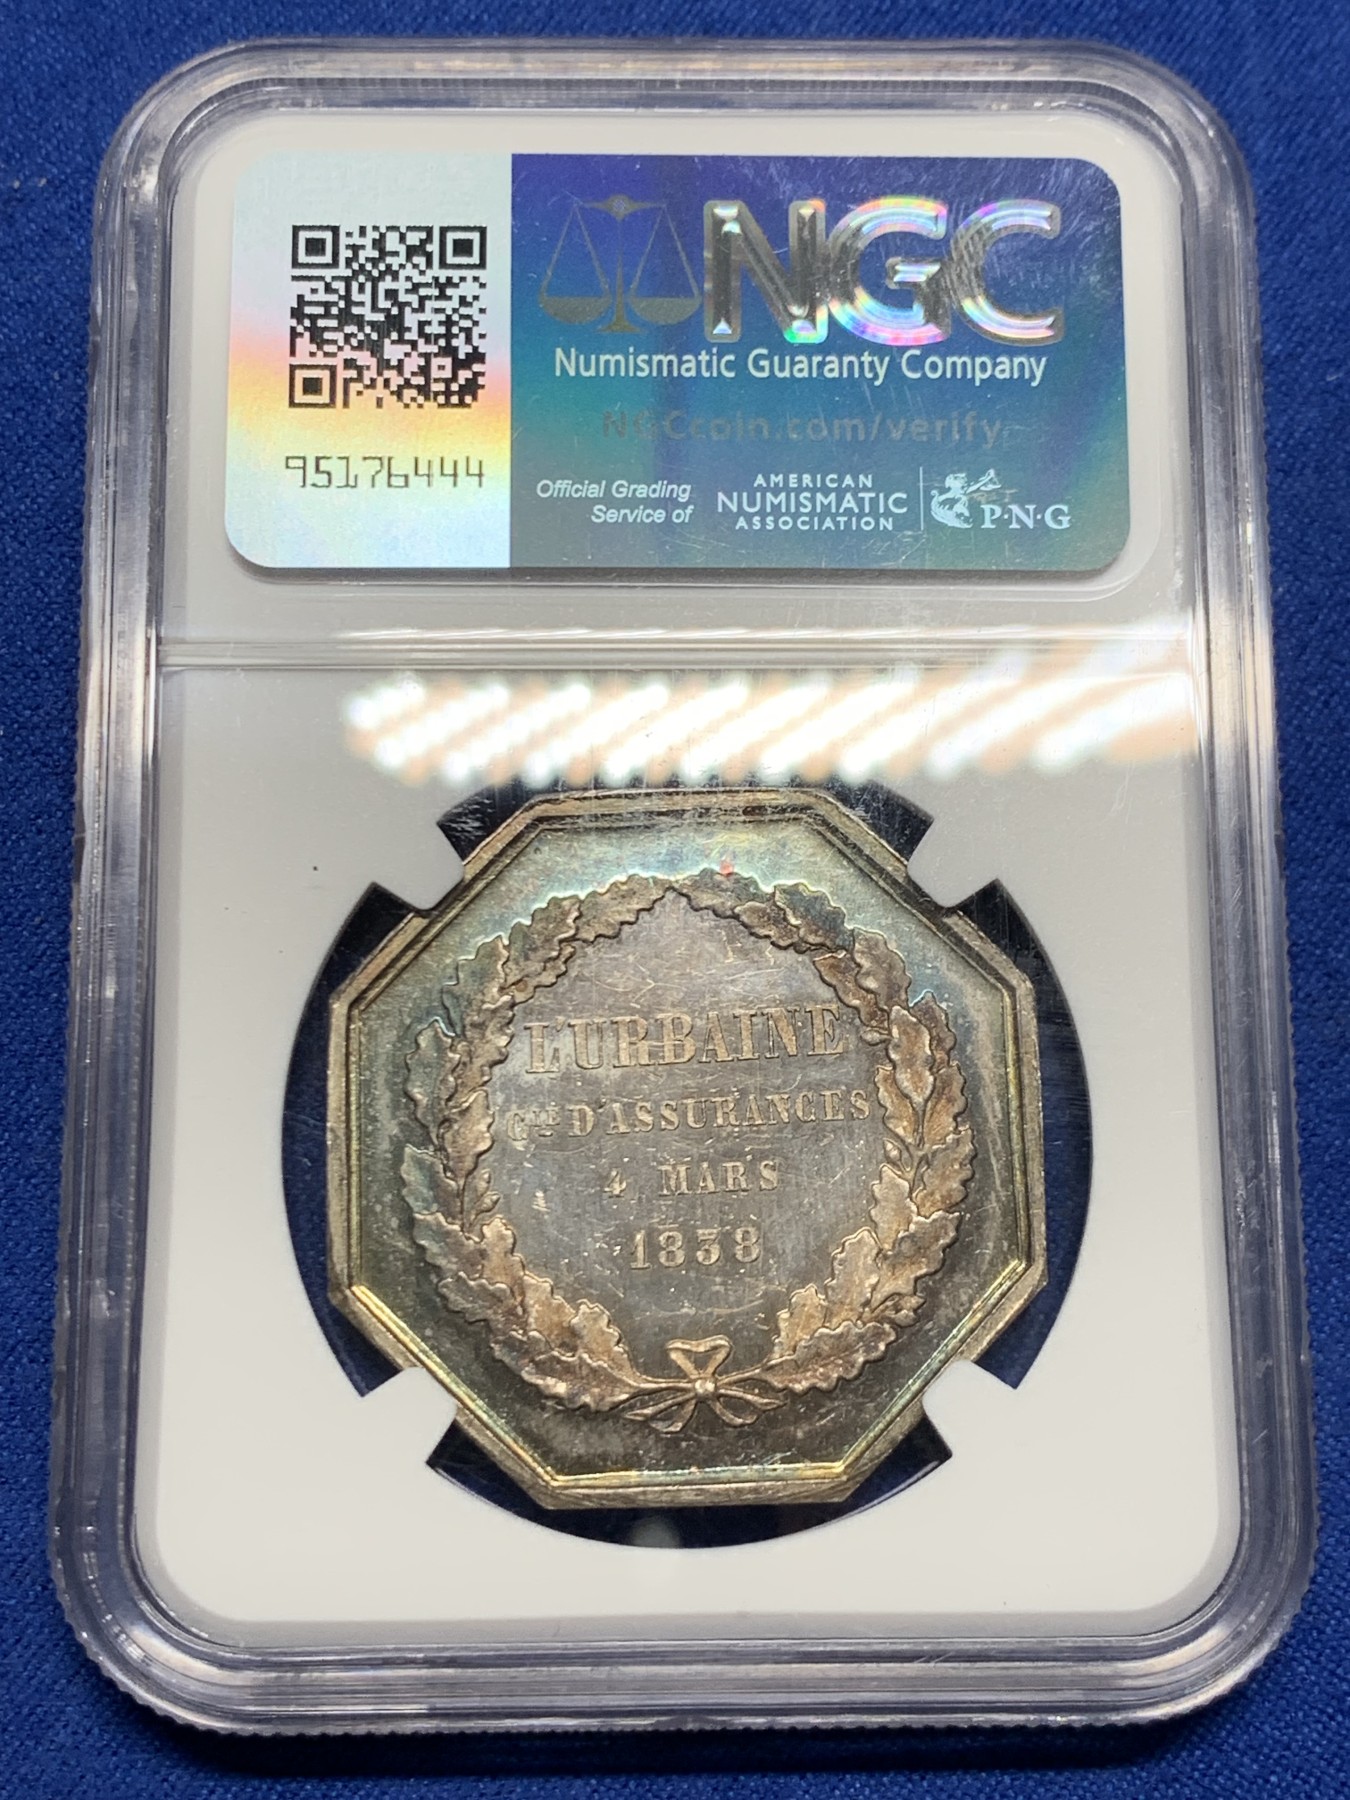 NGC
Numismatic Guaranty Company
NGCcoin.com/verify
95176444
Official Grading
Service of
AMERICAN
NUMISMATIC
ASSOCIATION
P·N·G
L'URBAINE
CIE D'ASSURANCES
4 MARS
1838